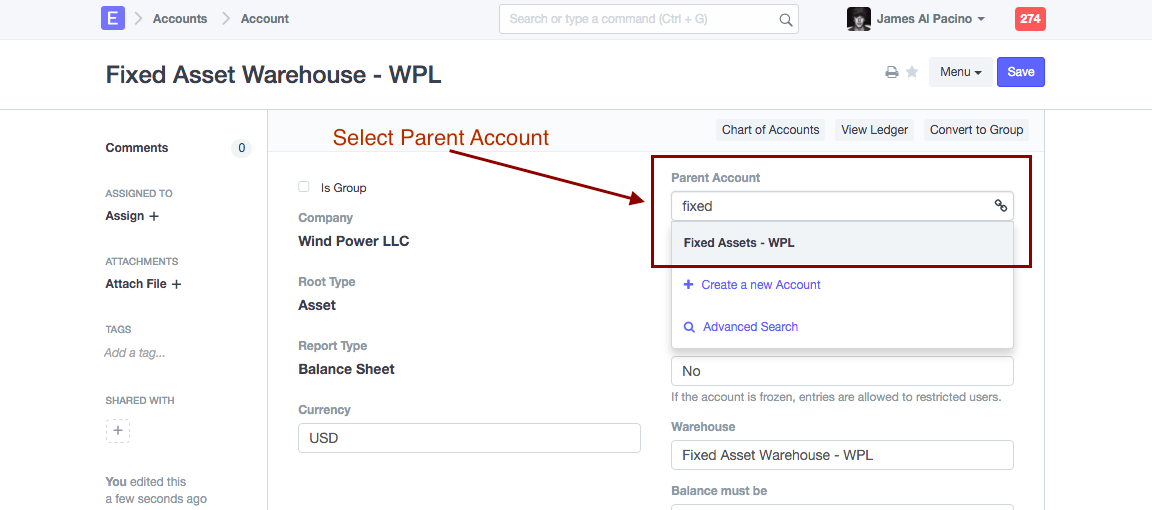 E Accounts Account
Search or type a command (Ctrl + G)
James Al Pacino
274
Fixed Asset Warehouse - WPL
Menu
Save
Comments
0
ASSIGNED TO
Assign +
ATTACHMENTS
Attach File +
TAGS
Add a tag...
SHARED WITH
+
You edited this
a few seconds ago
Select Parent Account
Chart of Accounts
View Ledger
Convert to Group
Is Group
Company
Wind Power LLC
Root Type
Asset
Report Type
Balance Sheet
Currency
USD
Parent Account
fixed
Fixed Assets - WPL
+ Create a new Account
Advanced Search
No
If the account is frozen, entries are allowed to restricted users.
Warehouse
Fixed Asset Warehouse - WPL
Balance must be